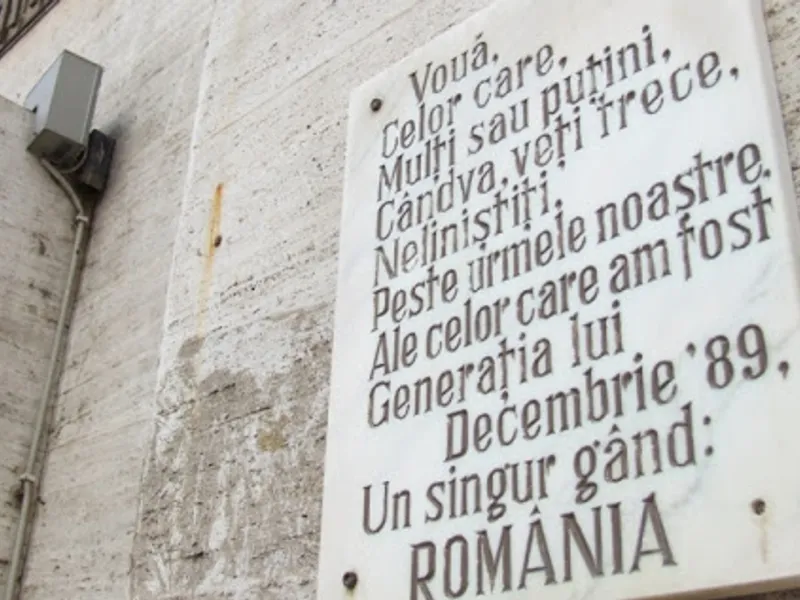 Vouă,
Celor care,
Mulți sau puțini,
Cândva, veți trece,
Neliniștiți,
Peste urmele noastre,
Ale celor care am fost
Generația lui
Decembrie '89,
Un singur gând:
ROMÂNIA